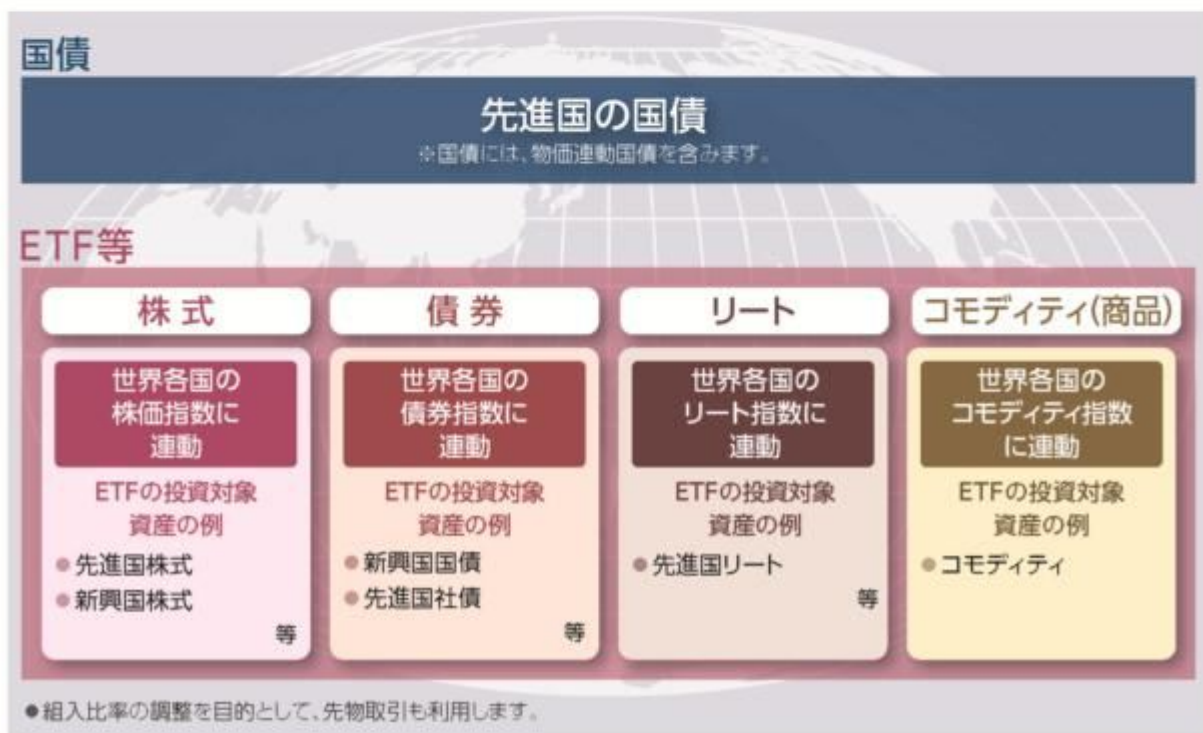 国債
先進国の国債
※国債には、物価連動国債を含みます。
ETF等
株式
世界各国の
株価指数に
連動
ETFの投資対象
資産の例
●先進国株式
●新興国株式
等
債券
世界各国の
債券指数に
連動
ETFの投資対象
資産の例
●新興国国債
●先進国社債
等
リート
世界各国の
リート指数に
連動
ETFの投資対象
資産の例
●先進国リート
等
コモディティ(商品)
世界各国の
コモディティ指数
に連動
ETFの投資対象
資産の例
●コモディティ
●組入比率の調整を目的として、先物取引も利用します。